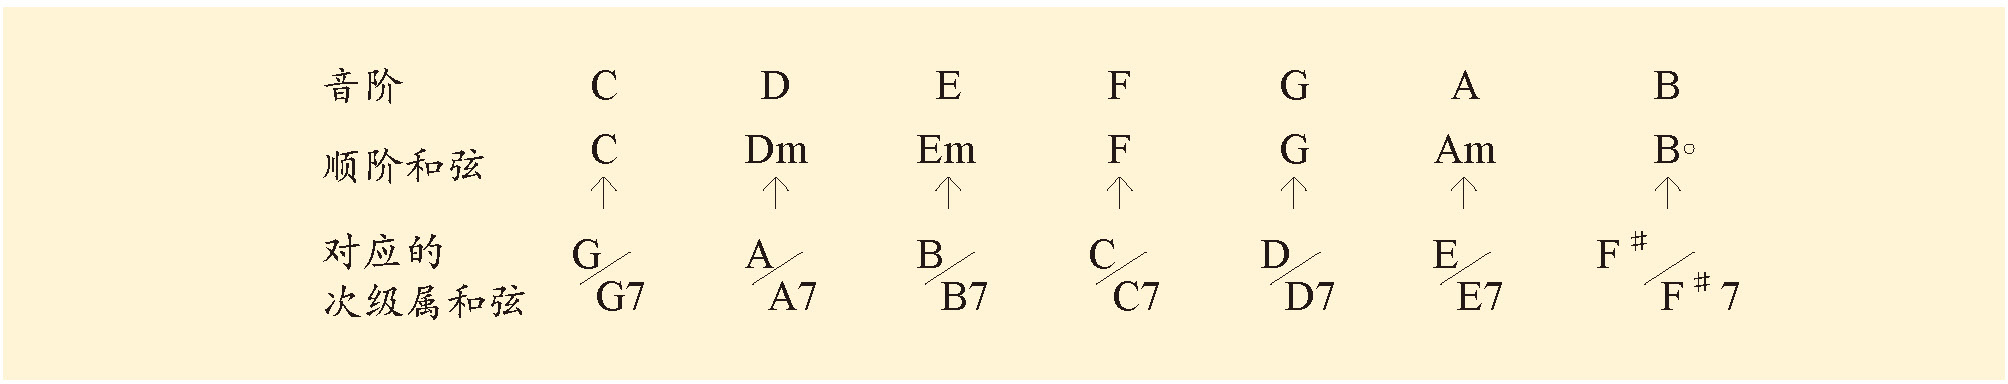 音阶 C D E F G A B
顺阶和弦 C Dm Em F G Am B○
↑ ↑ ↑ ↑ ↑ ↑ ↑
对应的 G/G7 A/A7 B/B7 C/C7 D/D7 E/E7 F♯/F♯7
次级属和弦